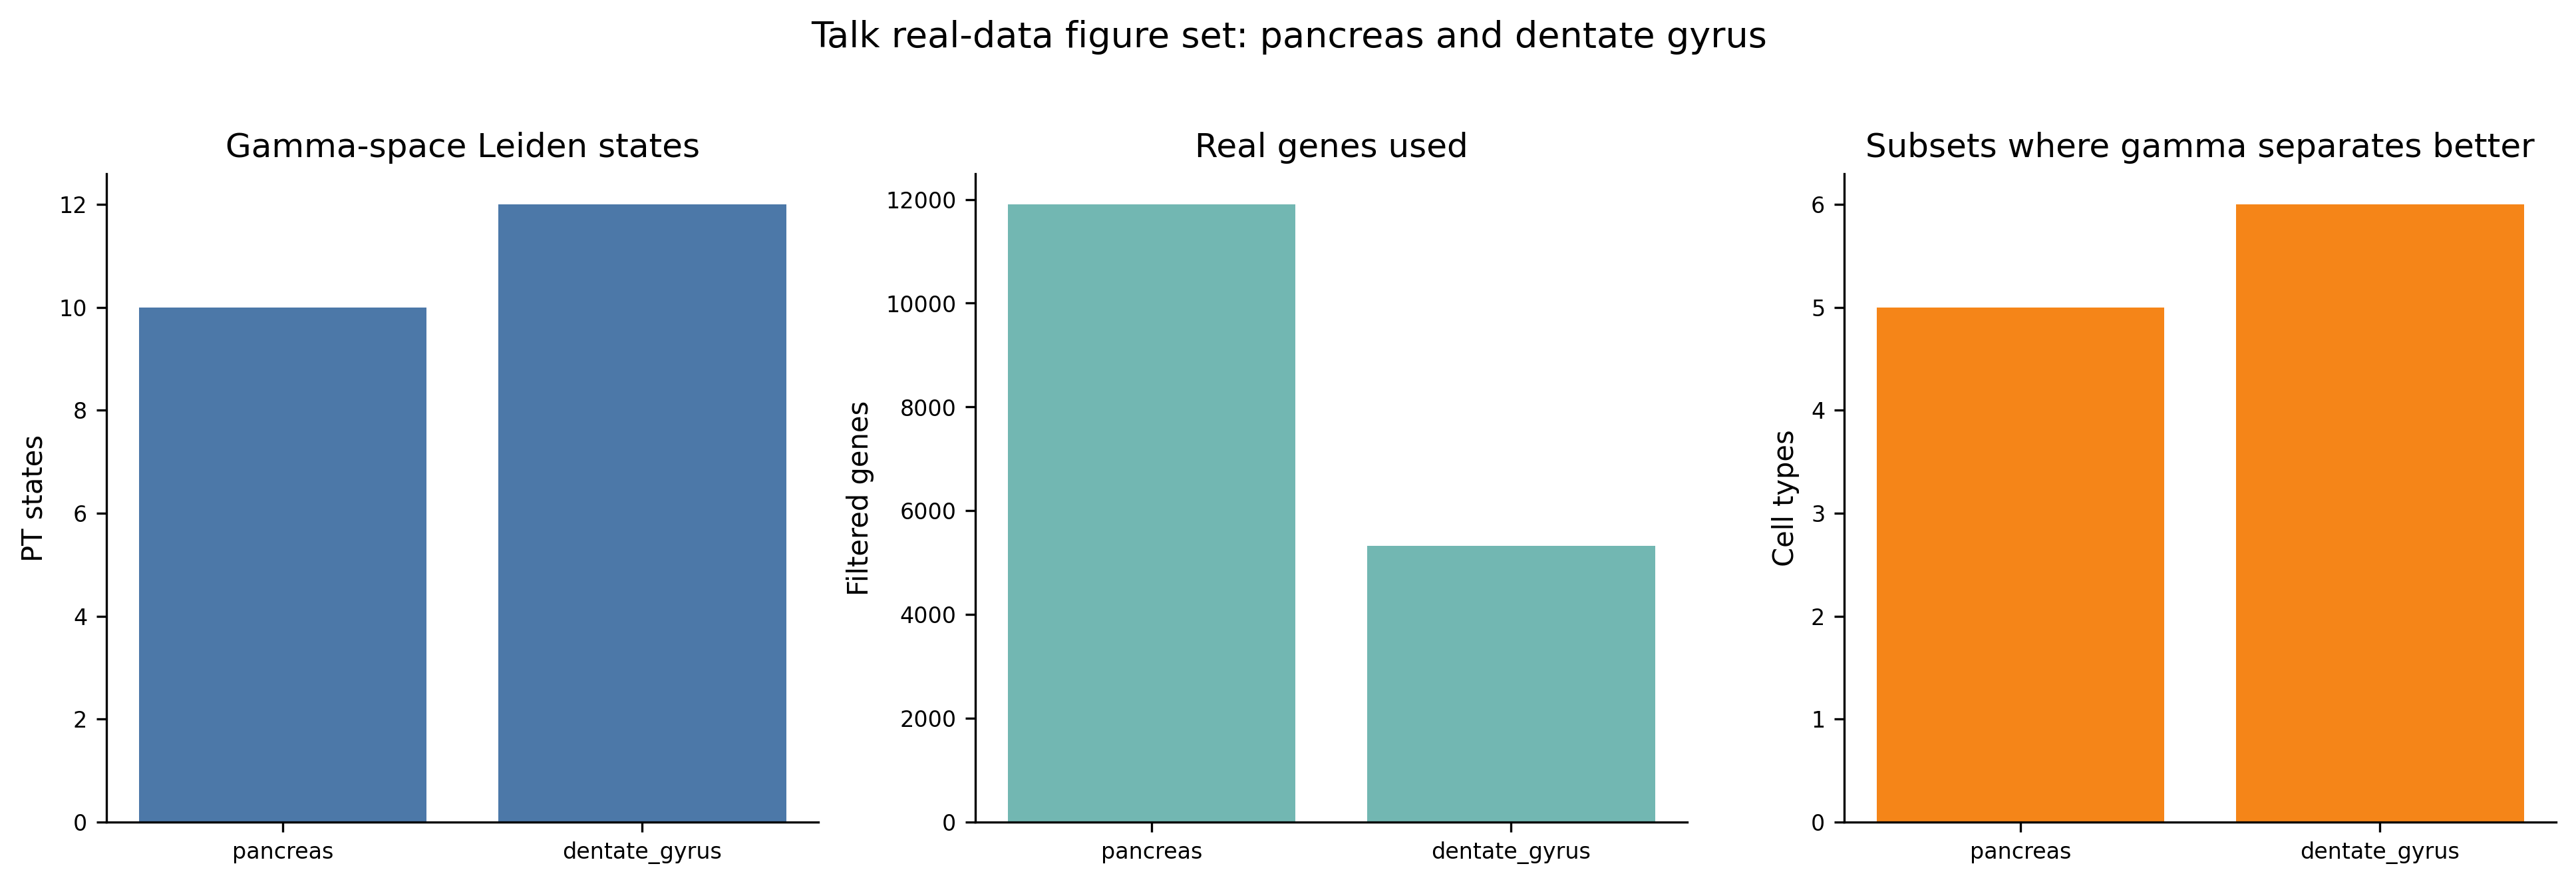 Talk real-data figure set: pancreas and dentate gyrus
Gamma-space Leiden states
PT states
12
10
8
6
4
2
0
pancreas
dentate_gyrus
Real genes used
Filtered genes
12000
10000
8000
6000
4000
2000
0
pancreas
dentate_gyrus
Subsets where gamma separates better
Cell types
6
5
4
3
2
1
0
pancreas
dentate_gyrus